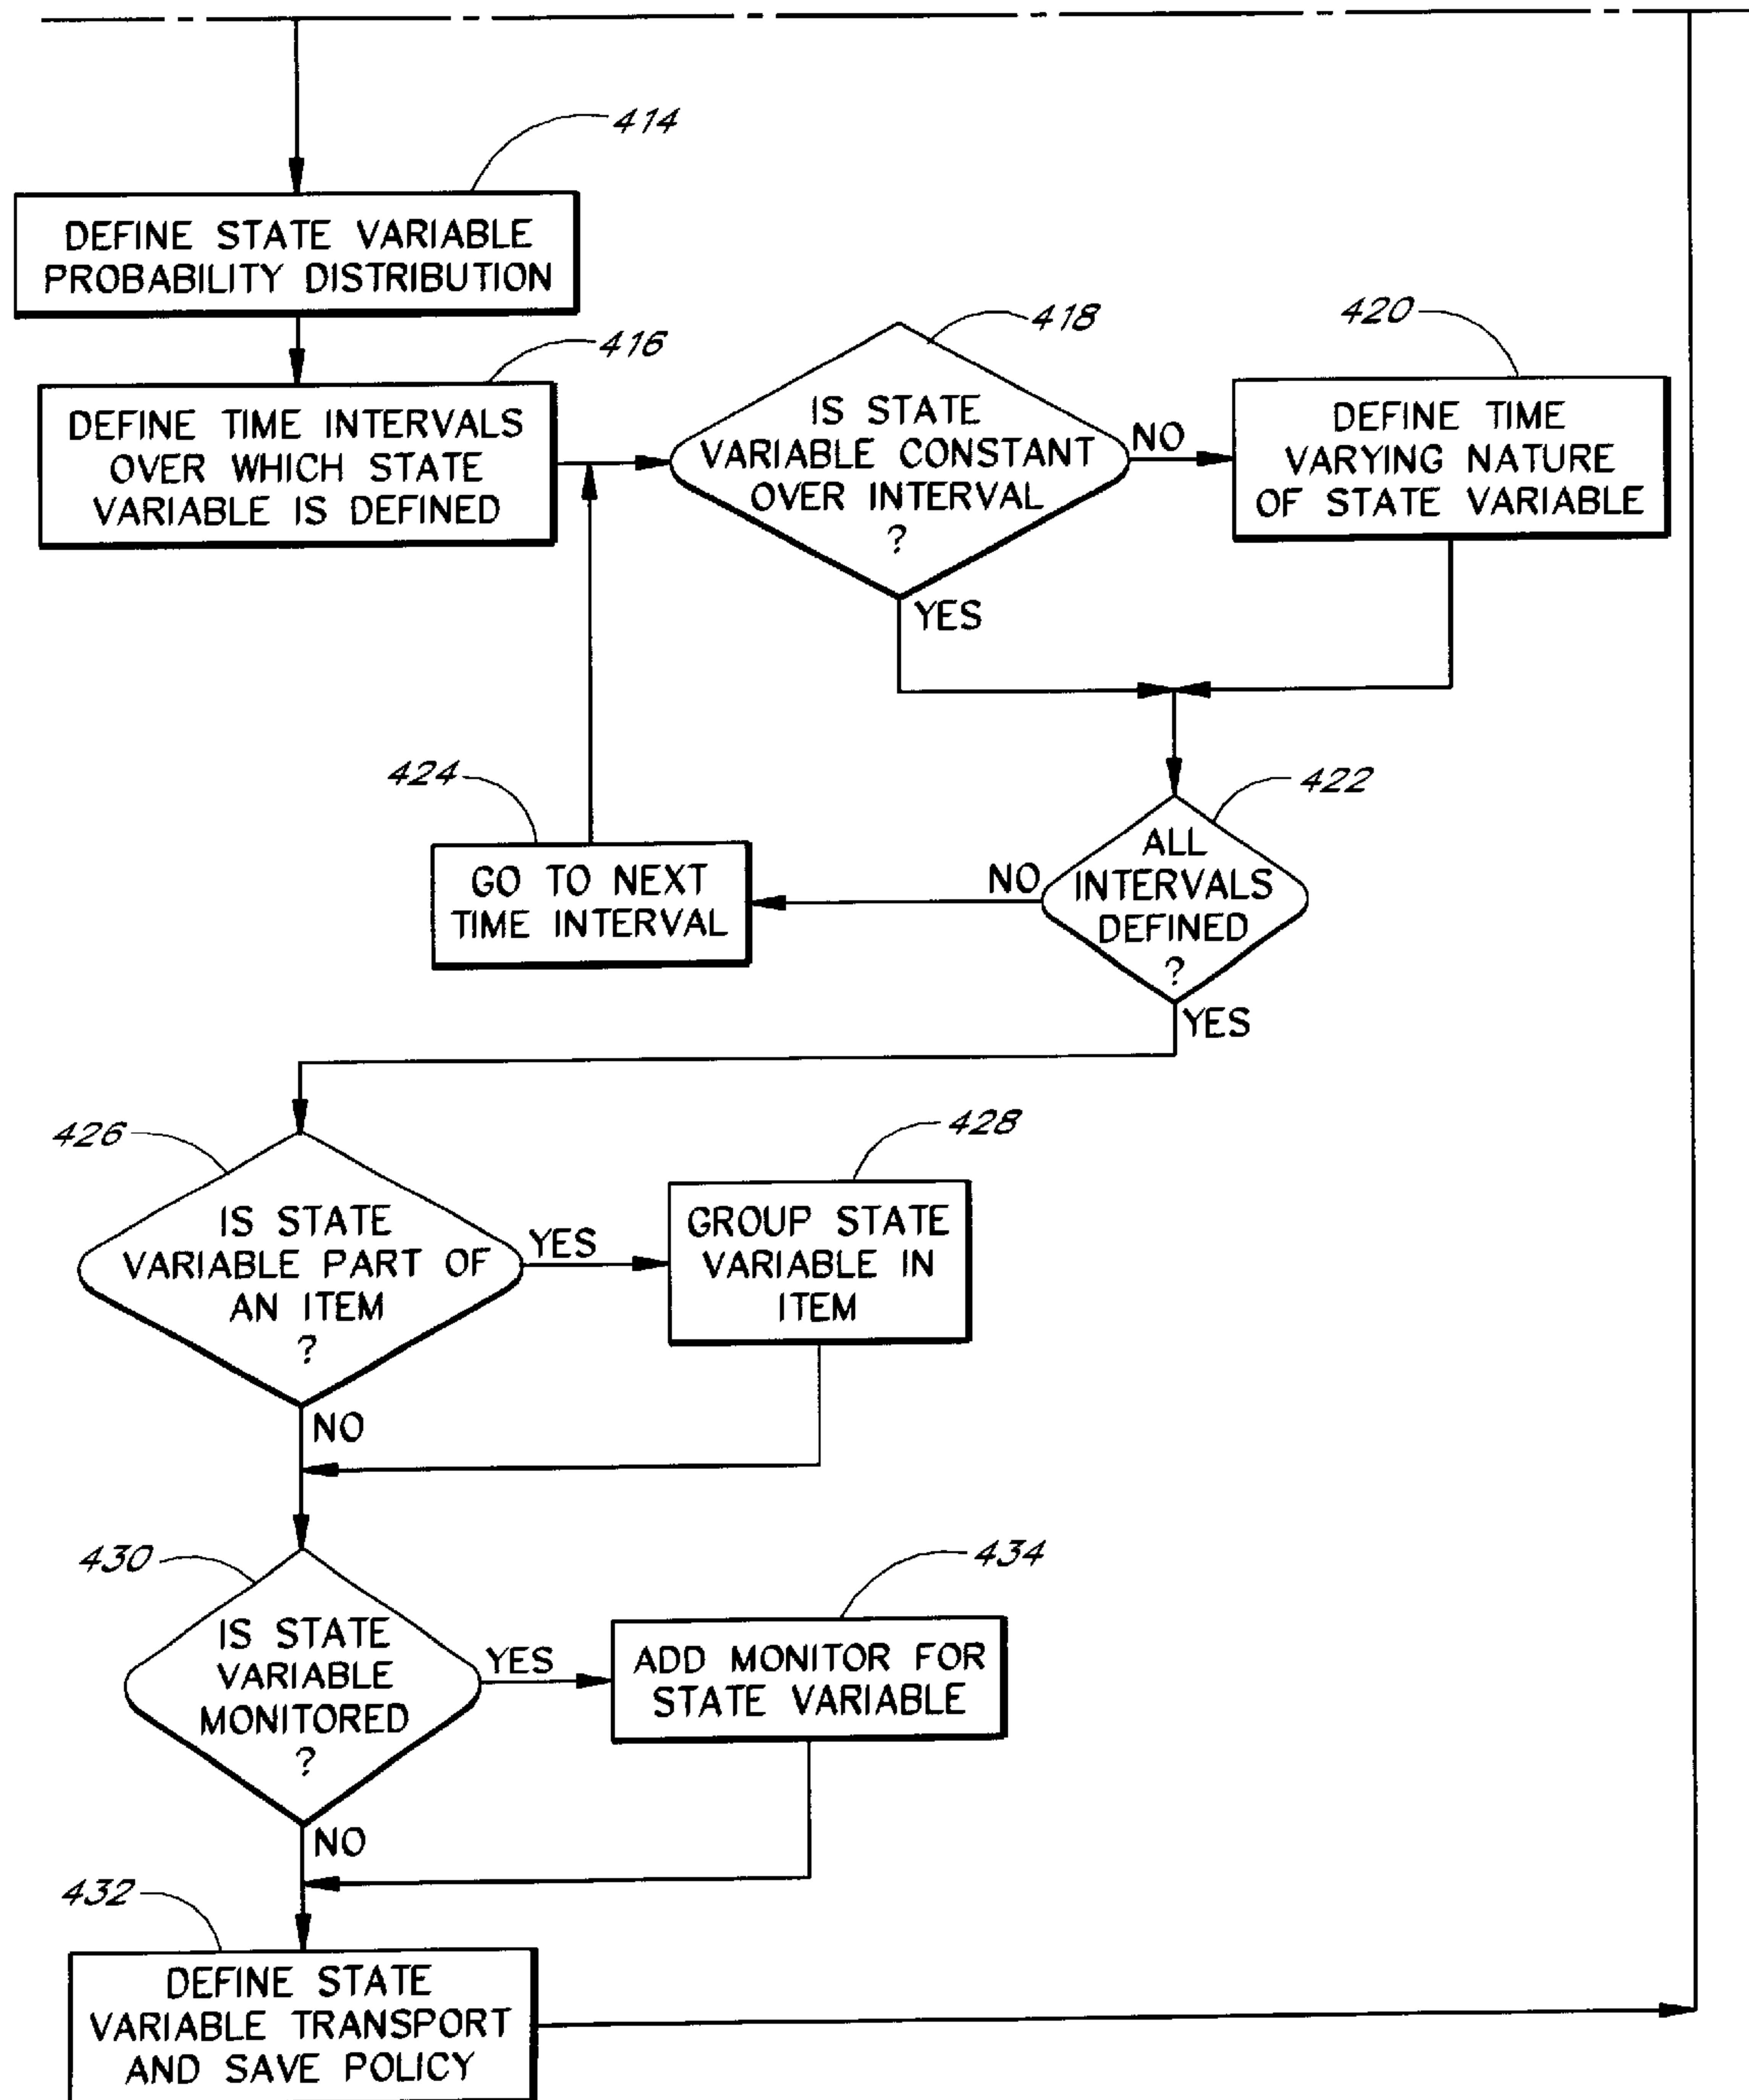 414
DEFINE STATE VARIABLE
PROBABILITY DISTRIBUTION
416
DEFINE TIME INTERVALS
OVER WHICH STATE
VARIABLE IS DEFINED
418
IS STATE
VARIABLE CONSTANT
OVER INTERVAL
?
NO
YES
420
DEFINE TIME
VARYING NATURE
OF STATE VARIABLE
422
ALL
INTERVALS
DEFINED
?
NO
YES
424
GO TO NEXT
TIME INTERVAL
426
IS STATE
VARIABLE PART OF
AN ITEM
?
YES
NO
428
GROUP STATE
VARIABLE IN
ITEM
430
IS STATE
VARIABLE
MONITORED
?
YES
NO
434
ADD MONITOR FOR
STATE VARIABLE
432
DEFINE STATE
VARIABLE TRANSPORT
AND SAVE POLICY